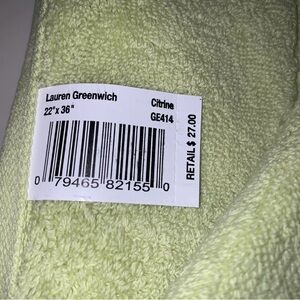 Lauren Greenwich
Citrine
22" x 36"
GE414
RETAIL $ 27.00
0 79465 82155 0